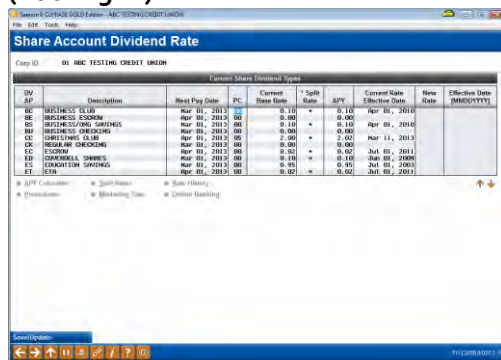 Session 0 CU*BASE GOLD Edition - ABC TESTING CREDIT UNION
File Edit Tools Help
Share Account Dividend Rate
Corp ID 01 ABC TESTING CREDIT UNION
Current Share Dividend Types
DV AP Description Next Pay Date PC Current Base Rate * Split Rate APY Current Rate Effective Date New Rate Effective Date [MMDDYYYY]
BC BUSINESS CLUB Mar 01, 2013 0.10 * 0.10 Apr 01, 2010
BE BUSINESS ESCROW Apr 01, 2013 00 0.00 0.00
BS BUSINESS/ORG SAVINGS Mar 01, 2013 00 0.10 * 0.10 Apr 01, 2010
BU BUSINESS CHECKING Mar 01, 2013 00 0.00 0.00
CC CHRISTMAS CLUB Mar 01, 2013 05 2.00 * 2.02 Mar 11, 2013
CK REGULAR CHECKING Mar 01, 2013 00 0.00 0.00
EC ESCROW Apr 01, 2013 00 0.02 * 0.02 Jul 01, 2011
ED COVERDELL SHARES Mar 01, 2013 00 0.10 * 0.10 Jun 01, 2009
ES EDUCATION SAVINGS Mar 01, 2013 00 0.95 0.95 Jul 01, 2003
ET ETA Mar 01, 2013 00 0.02 * 0.02 Jul 01, 2011
APY Calculator Split Rates Rate History
Promotions Marketing Tips Online Banking
Save/Update